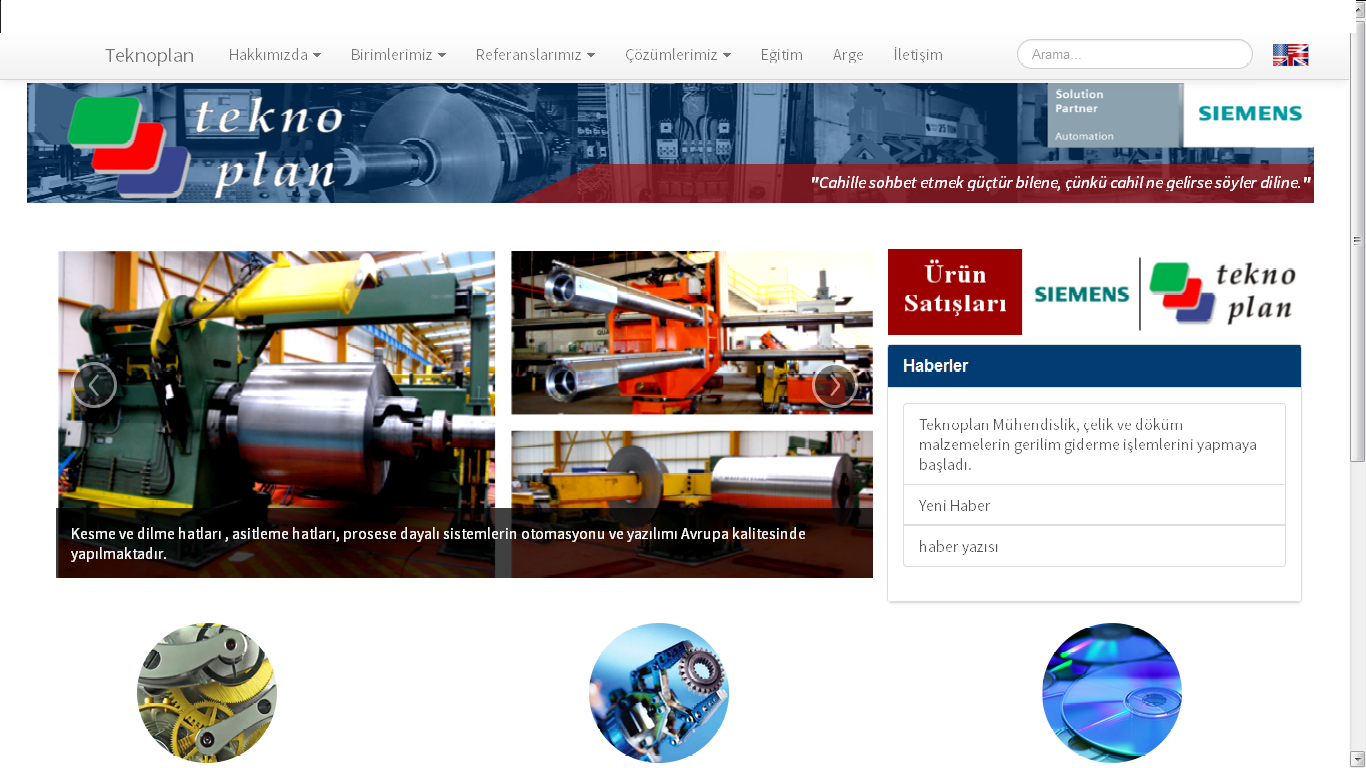 Teknoplan
Hakkımızda
Birimlerimiz
Referanslarımız
Çözümlerimiz
Eğitim
Arge
İletişim
Arama...
tekno
plan
Solution
Partner
Automation
SIEMENS
"Cahille sohbet etmek güçtür bilene, çünkü cahil ne gelirse söyler diline."
Kesme ve dilme hatları , asitleme hatları, prosese dayalı sistemlerin otomasyonu ve yazılımı Avrupa kalitesinde
yapılmaktadır.
Ürün
Satışları
SIEMENS
tekno
plan
Haberler
Teknoplan Mühendislik, çelik ve döküm
malzemelerin gerilim giderme işlemlerini yapmaya
başladı.
Yeni Haber
haber yazısı